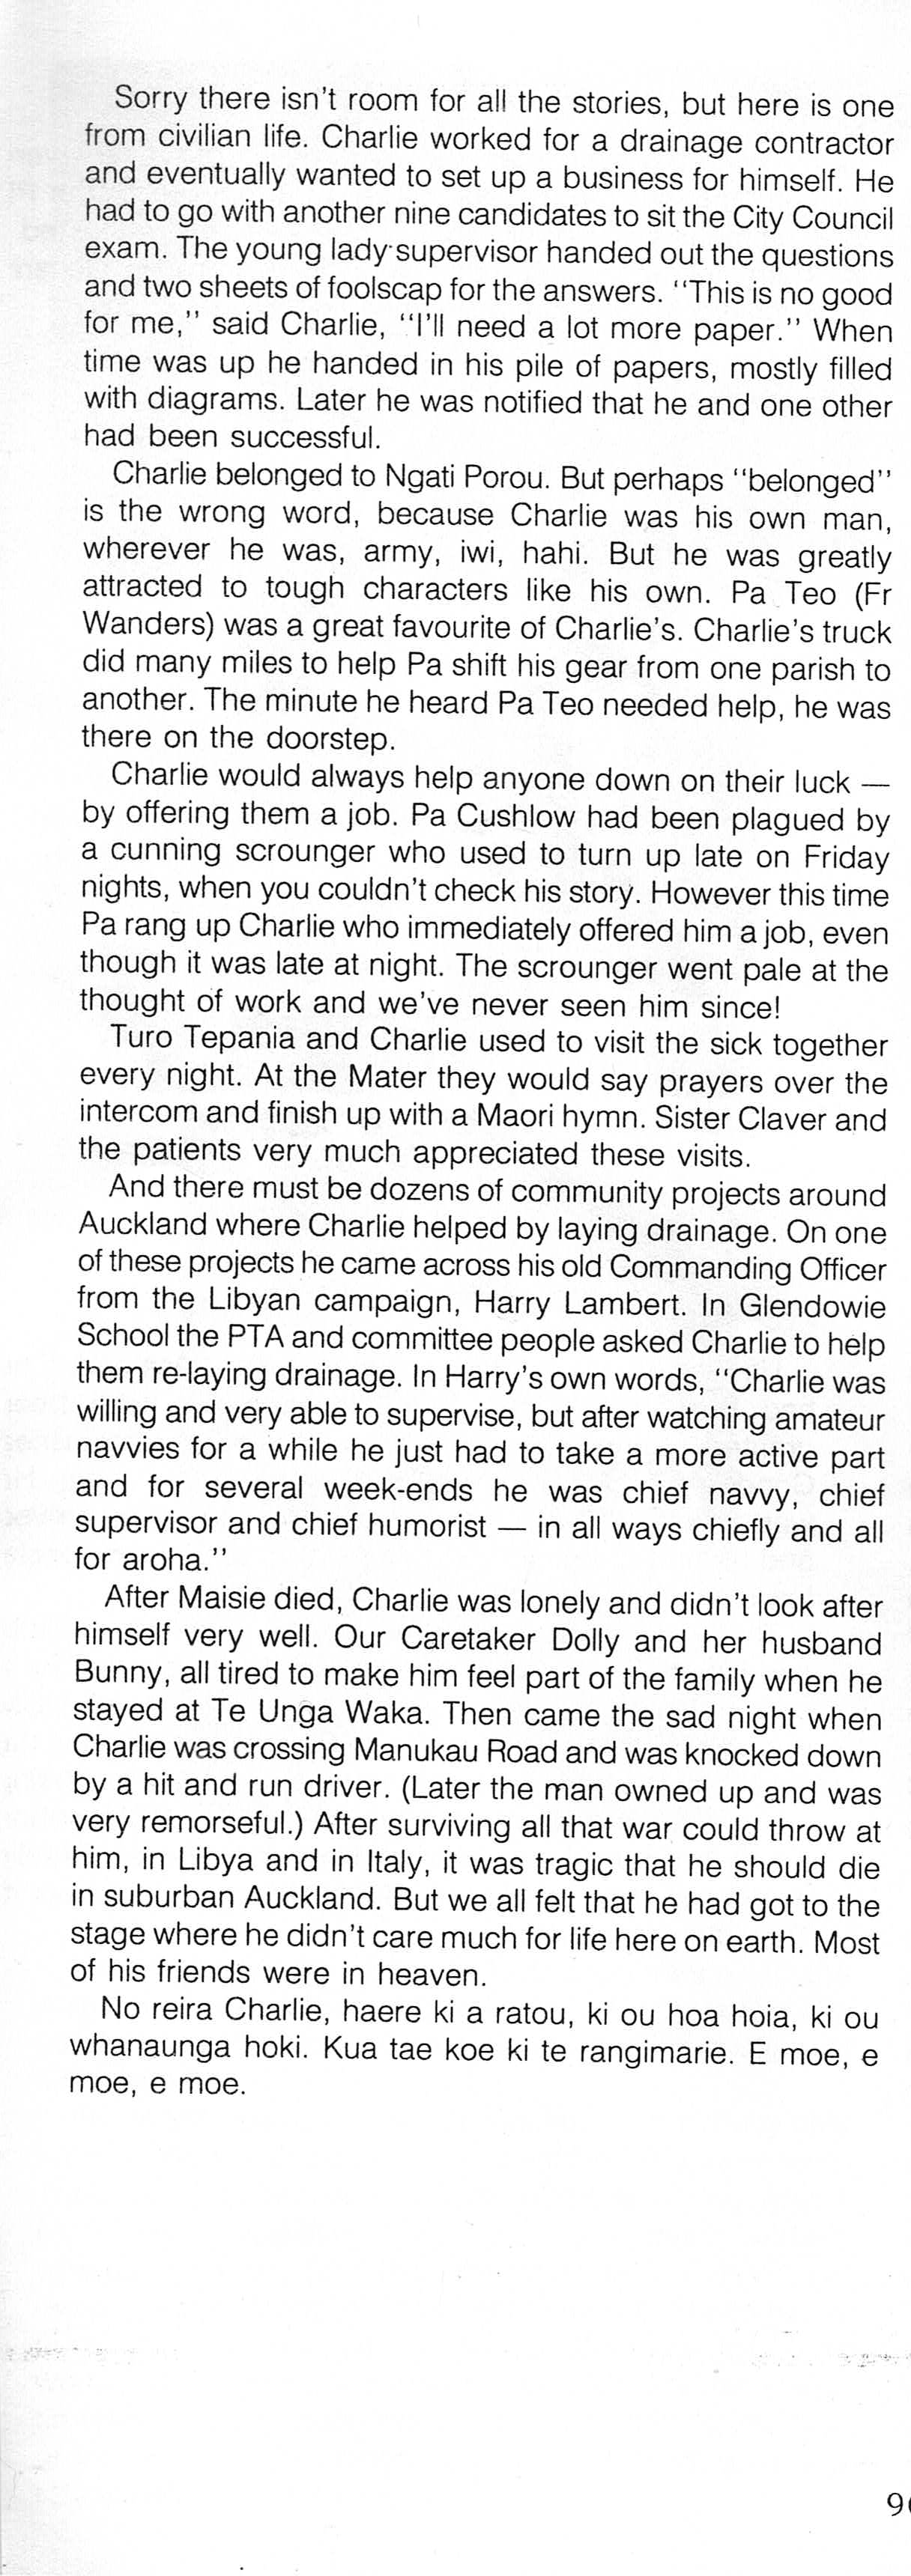 Sorry there isn't room for all the stories, but here is one
from civilian life. Charlie worked for a drainage contractor
and eventually wanted to set up a business for himself. He
had to go with another nine candidates to sit the City Council
exam. The young lady supervisor handed out the questions
and two sheets of foolscap for the answers. "This is no good
for me," said Charlie, "I'll need a lot more paper." When
time was up he handed in his pile of papers, mostly filled
with diagrams. Later he was notified that he and one other
had been successful.
Charlie belonged to Ngati Porou. But perhaps "belonged"
is the wrong word, because Charlie was his own man,
wherever he was, army, iwi, hahi. But he was greatly
attracted to tough characters like his own. Pa Teo (Fr
Wanders) was a great favourite of Charlie's. Charlie's truck
did many miles to help Pa shift his gear from one parish to
another. The minute he heard Pa Teo needed help, he was
there on the doorstep.
Charlie would always help anyone down on their luck —
by offering them a job. Pa Cushlow had been plagued by
a cunning scrounger who used to turn up late on Friday
nights, when you couldn't check his story. However this time
Pa rang up Charlie who immediately offered him a job, even
though it was late at night. The scrounger went pale at the
thought of work and we've never seen him since!
Turo Tepania and Charlie used to visit the sick together
every night. At the Mater they would say prayers over the
intercom and finish up with a Maori hymn. Sister Claver and
the patients very much appreciated these visits.
And there must be dozens of community projects around
Auckland where Charlie helped by laying drainage. On one
of these projects he came across his old Commanding Officer
from the Libyan campaign, Harry Lambert. In Glendowie
School the PTA and committee people asked Charlie to help
them re-laying drainage. In Harry's own words, "Charlie was
willing and very able to supervise, but after watching amateur
navvies for a while he just had to take a more active part
and for several week-ends he was chief navvy, chief
supervisor and chief humorist — in all ways chiefly and all
for aroha."
After Maisie died, Charlie was lonely and didn't look after
himself very well. Our Caretaker Dolly and her husband
Bunny, all tired to make him feel part of the family when he
stayed at Te Unga Waka. Then came the sad night when
Charlie was crossing Manukau Road and was knocked down
by a hit and run driver. (Later the man owned up and was
very remorseful.) After surviving all that war could throw at
him, in Libya and in Italy, it was tragic that he should die
in suburban Auckland. But we all felt that he had got to the
stage where he didn't care much for life here on earth. Most
of his friends were in heaven.
No reira Charlie, haere ki a ratou, ki ou hoa hoia, ki ou
whanaunga hoki. Kua tae koe ki te rangimarie. E moe, e
moe, e moe.